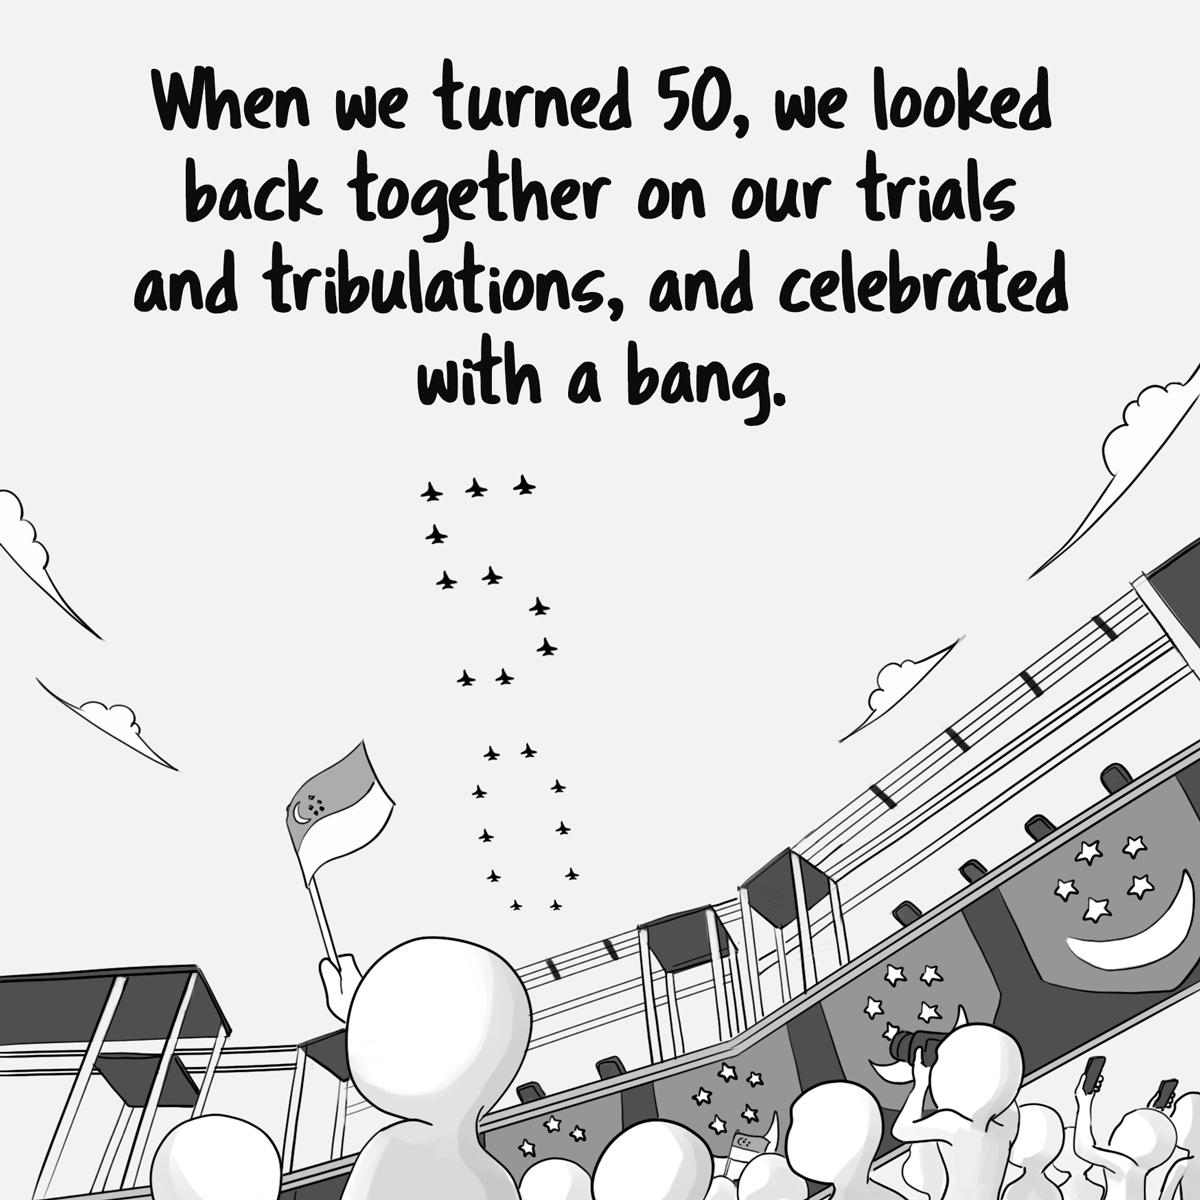 When we turned 50, we looked
back together on our trials
and tribulations, and celebrated
with a bang.